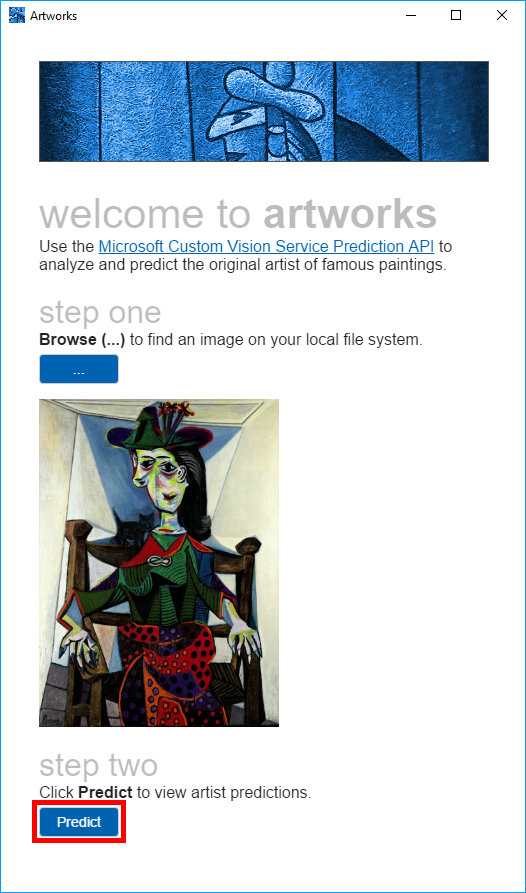 Artworks
welcome to artworks
Use the Microsoft Custom Vision Service Prediction API to
analyze and predict the original artist of famous paintings.
step one
Browse (...) to find an image on your local file system.
...
step two
Click Predict to view artist predictions.
Predict